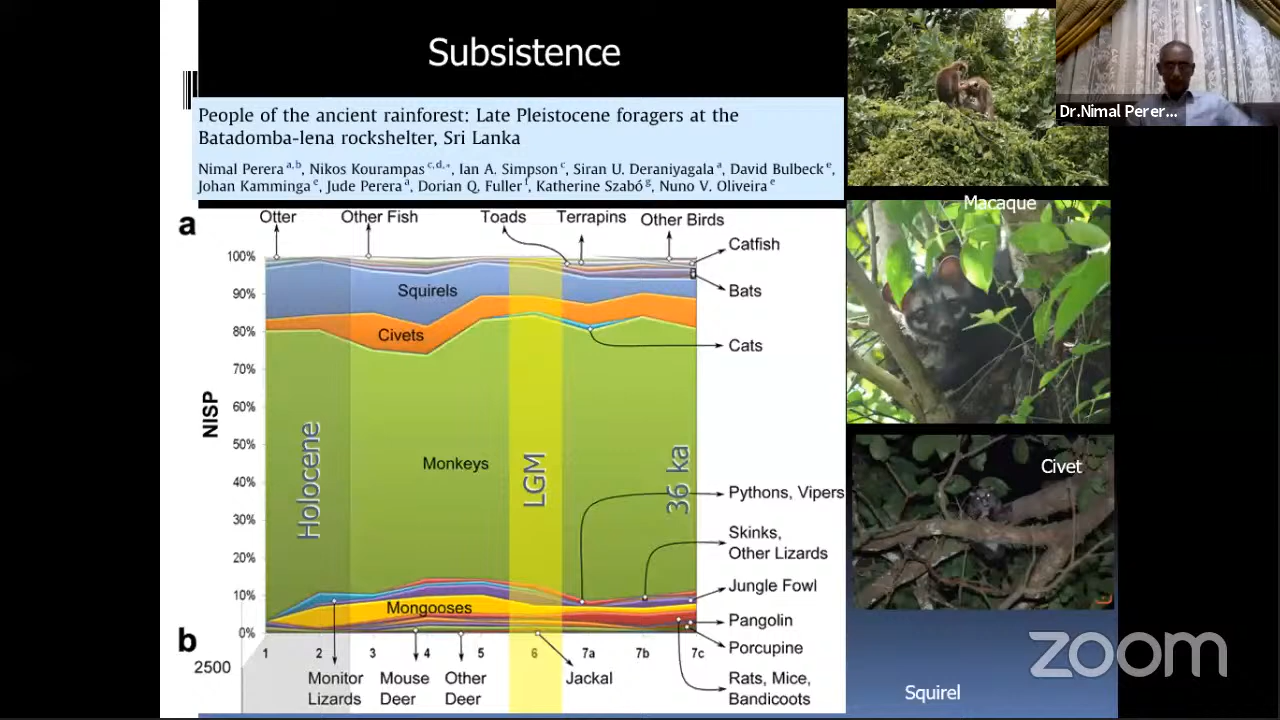 Subsistence
People of the ancient rainforest: Late Pleistocene foragers at the
Batadomba-lena rockshelter, Sri Lanka
Nimal Perera a,b, Nikos Kourampas c,d,*, Ian A. Simpson c, Siran U. Deraniyagala a, David Bulbeck e,
Johan Kamminga e, Jude Perera a, Dorian Q. Fuller f, Katherine Szabó g, Nuno V. Oliveira e
Dr.Nimal Perer...
a
Otter
Other Fish
Toads
Terrapins
Other Birds
Catfish
Bats
Cats
Pythons, Vipers
Skinks,
Other Lizards
Jungle Fowl
Pangolin
Porcupine
Rats, Mice,
Bandicoots
100%
90%
80%
70%
60%
50%
40%
30%
20%
10%
0%
NISP
Squirels
Civets
Monkeys
Mongooses
Holocene
LGM
36 ka
1
2
3
4
5
6
7a
7b
7c
Monitor
Lizards
Mouse
Deer
Other
Deer
Jackal
b
2500
Macaque
Civet
Squirel
zoom